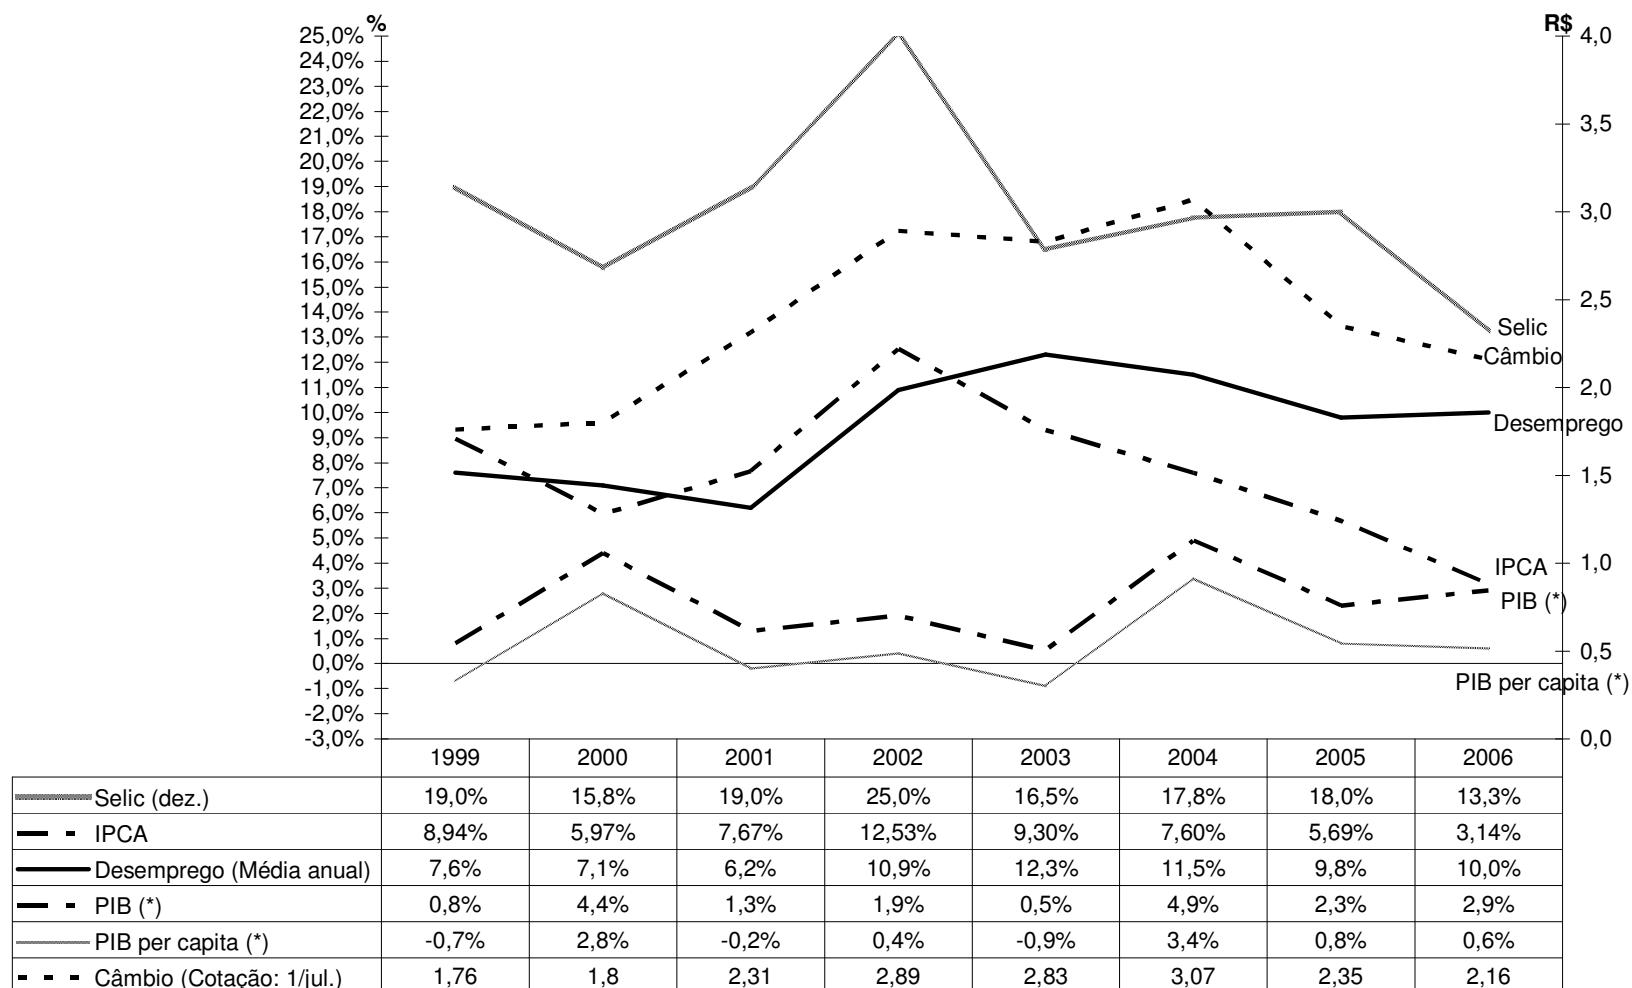 % R$
25,0% 4,0
24,0%
23,0%
22,0%
21,0% 3,5
20,0%
19,0%
18,0% 3,0
17,0%
16,0%
15,0%
14,0% 2,5
13,0% Selic
12,0% Câmbio
11,0% 2,0
10,0% Desemprego
9,0%
8,0%
7,0% 1,5
6,0%
5,0%
4,0% 1,0
IPCA
3,0%
PIB (*)
2,0%
1,0% 0,5
0,0%
-1,0% PIB per capita (*)
-2,0%
-3,0% 0,0
1999 2000 2001 2002 2003 2004 2005 2006
Selic (dez.) 19,0% 15,8% 19,0% 25,0% 16,5% 17,8% 18,0% 13,3%
IPCA 8,94% 5,97% 7,67% 12,53% 9,30% 7,60% 5,69% 3,14%
Desemprego (Média anual) 7,6% 7,1% 6,2% 10,9% 12,3% 11,5% 9,8% 10,0%
PIB (*) 0,8% 4,4% 1,3% 1,9% 0,5% 4,9% 2,3% 2,9%
PIB per capita (*) -0,7% 2,8% -0,2% 0,4% -0,9% 3,4% 0,8% 0,6%
Câmbio (Cotação: 1/jul.) 1,76 1,8 2,31 2,89 2,83 3,07 2,35 2,16